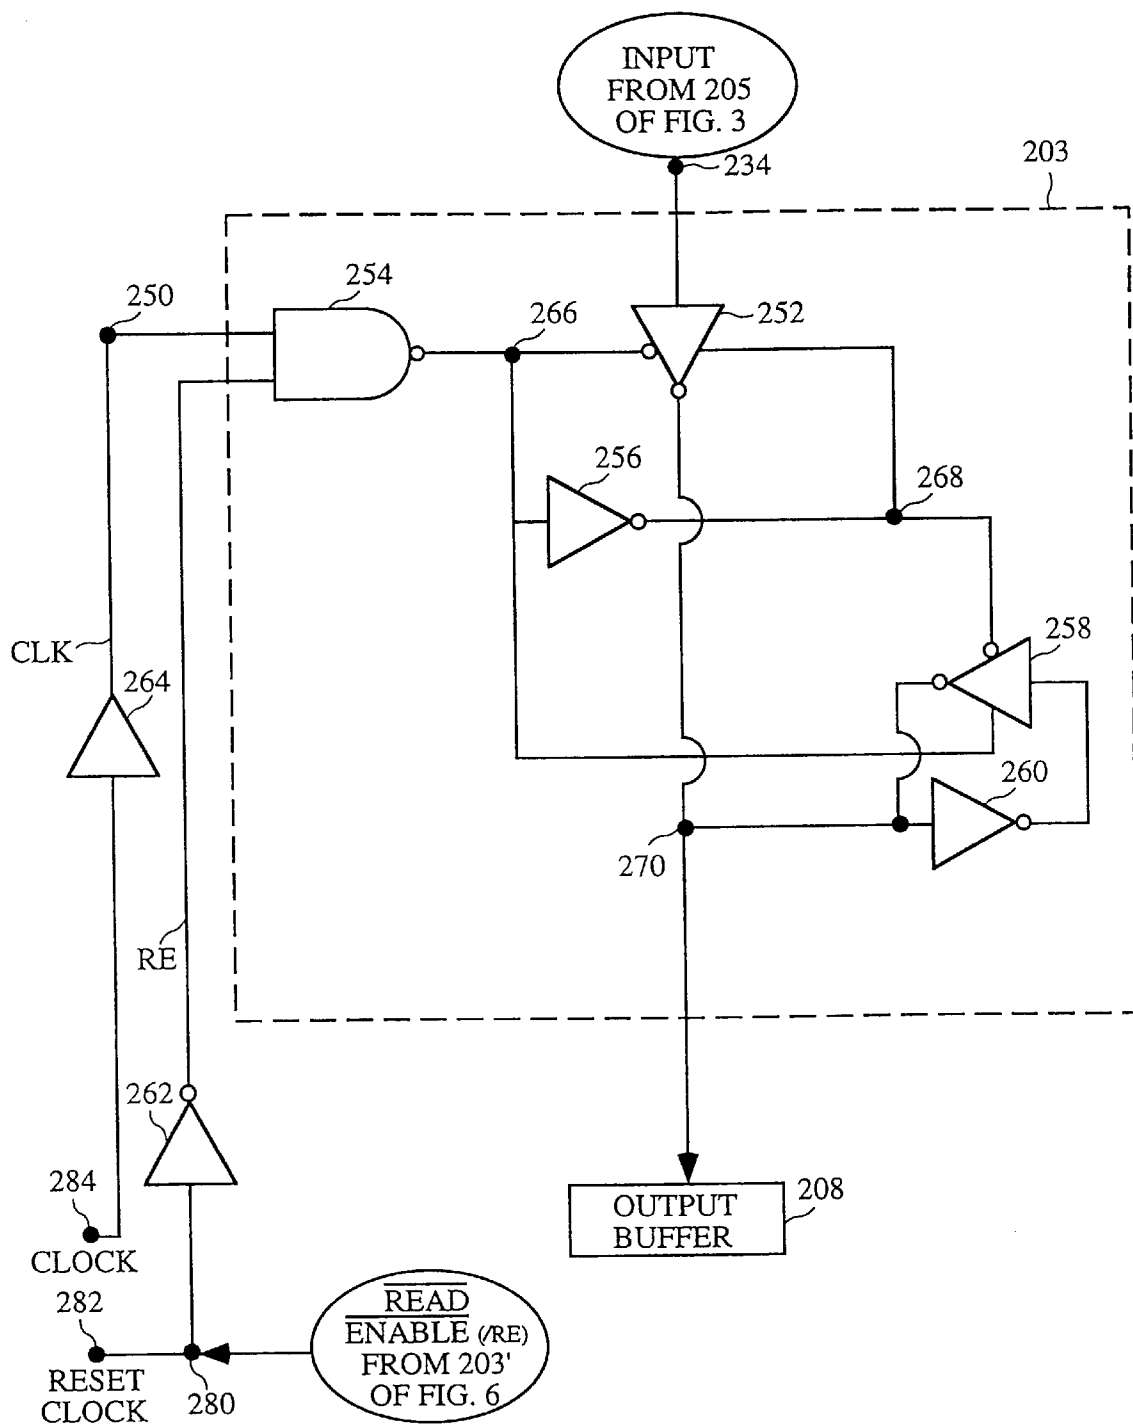 INPUT
FROM 205
OF FIG. 3
234
203
254
250
266
252
256
268
258
CLK
264
260
270
RE
262
284
CLOCK
OUTPUT
BUFFER
208
282
RESET
CLOCK
280
READ
ENABLE (/RE)
FROM 203'
OF FIG. 6